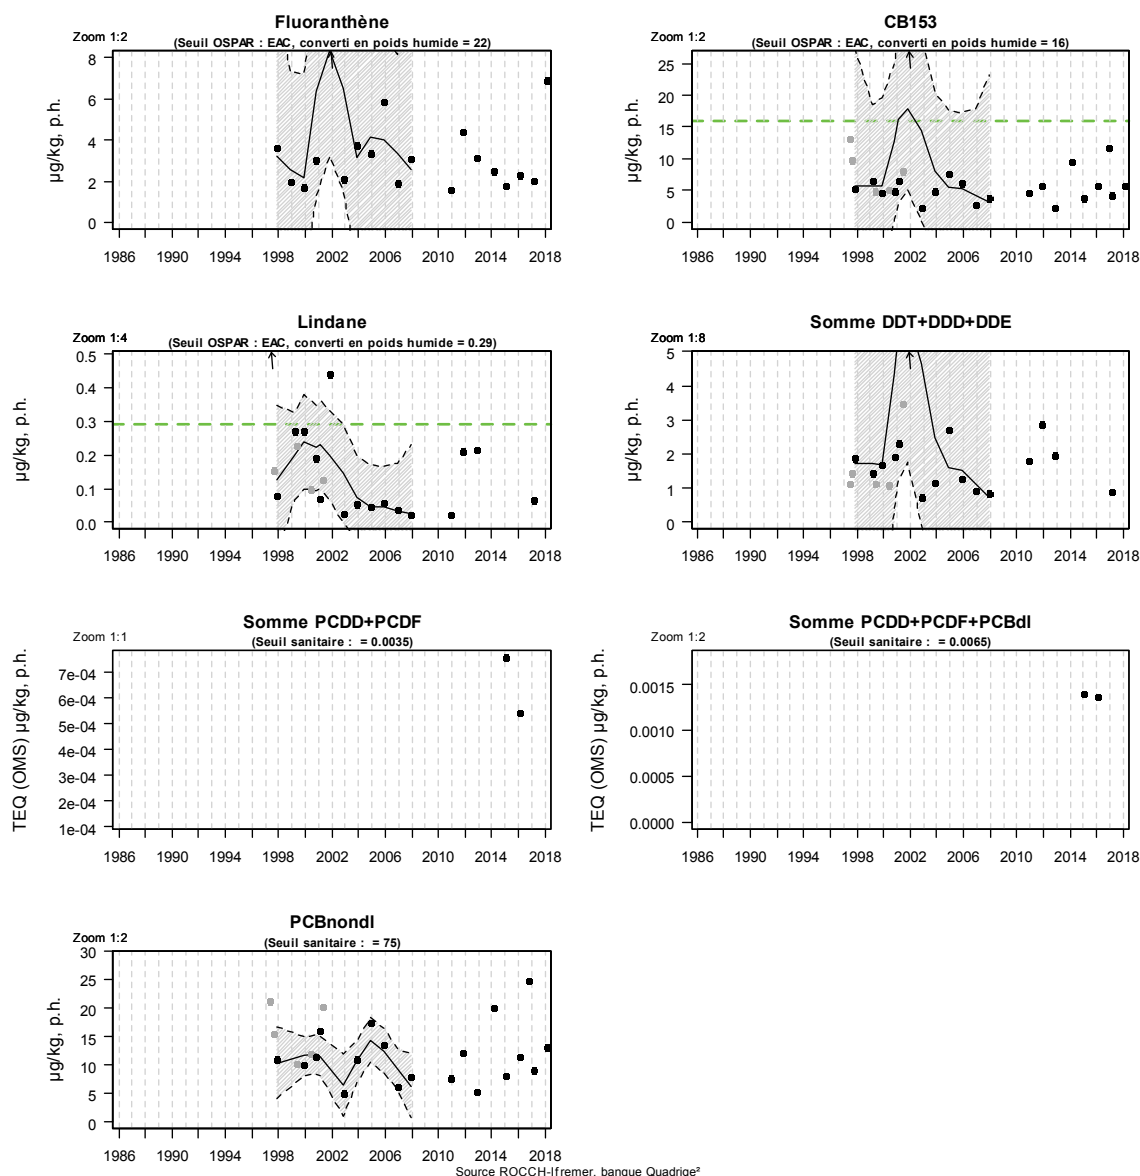 Fluoranthène
Zoom 1:2
(Seuil OSPAR : EAC, converti en poids humide = 22)
µg/kg, p.h.
8
6
4
2
0
1986 1990 1994 1998 2002 2006 2010 2014 2018
CB153
Zoom 1:2
(Seuil OSPAR : EAC, converti en poids humide = 16)
µg/kg, p.h.
25
20
15
10
5
0
1986 1990 1994 1998 2002 2006 2010 2014 2018
Lindane
Zoom 1:4
(Seuil OSPAR : EAC, converti en poids humide = 0.29)
µg/kg, p.h.
0.5
0.4
0.3
0.2
0.1
0.0
1986 1990 1994 1998 2002 2006 2010 2014 2018
Somme DDT+DDD+DDE
Zoom 1:8
µg/kg, p.h.
5
4
3
2
1
0
1986 1990 1994 1998 2002 2006 2010 2014 2018
Somme PCDD+PCDF
Zoom 1:1
(Seuil sanitaire : = 0.0035)
TEQ (OMS) µg/kg, p.h.
7e-04
6e-04
5e-04
4e-04
3e-04
2e-04
1e-04
1986 1990 1994 1998 2002 2006 2010 2014 2018
Somme PCDD+PCDF+PCBdl
Zoom 1:2
(Seuil sanitaire : = 0.0065)
TEQ (OMS) µg/kg, p.h.
0.0015
0.0010
0.0005
0.0000
1986 1990 1994 1998 2002 2006 2010 2014 2018
PCBnondl
Zoom 1:2
(Seuil sanitaire : = 75)
µg/kg, p.h.
30
25
20
15
10
5
0
1986 1990 1994 1998 2002 2006 2010 2014 2018
Source ROCCH-Ifremer, banque Quadrige²